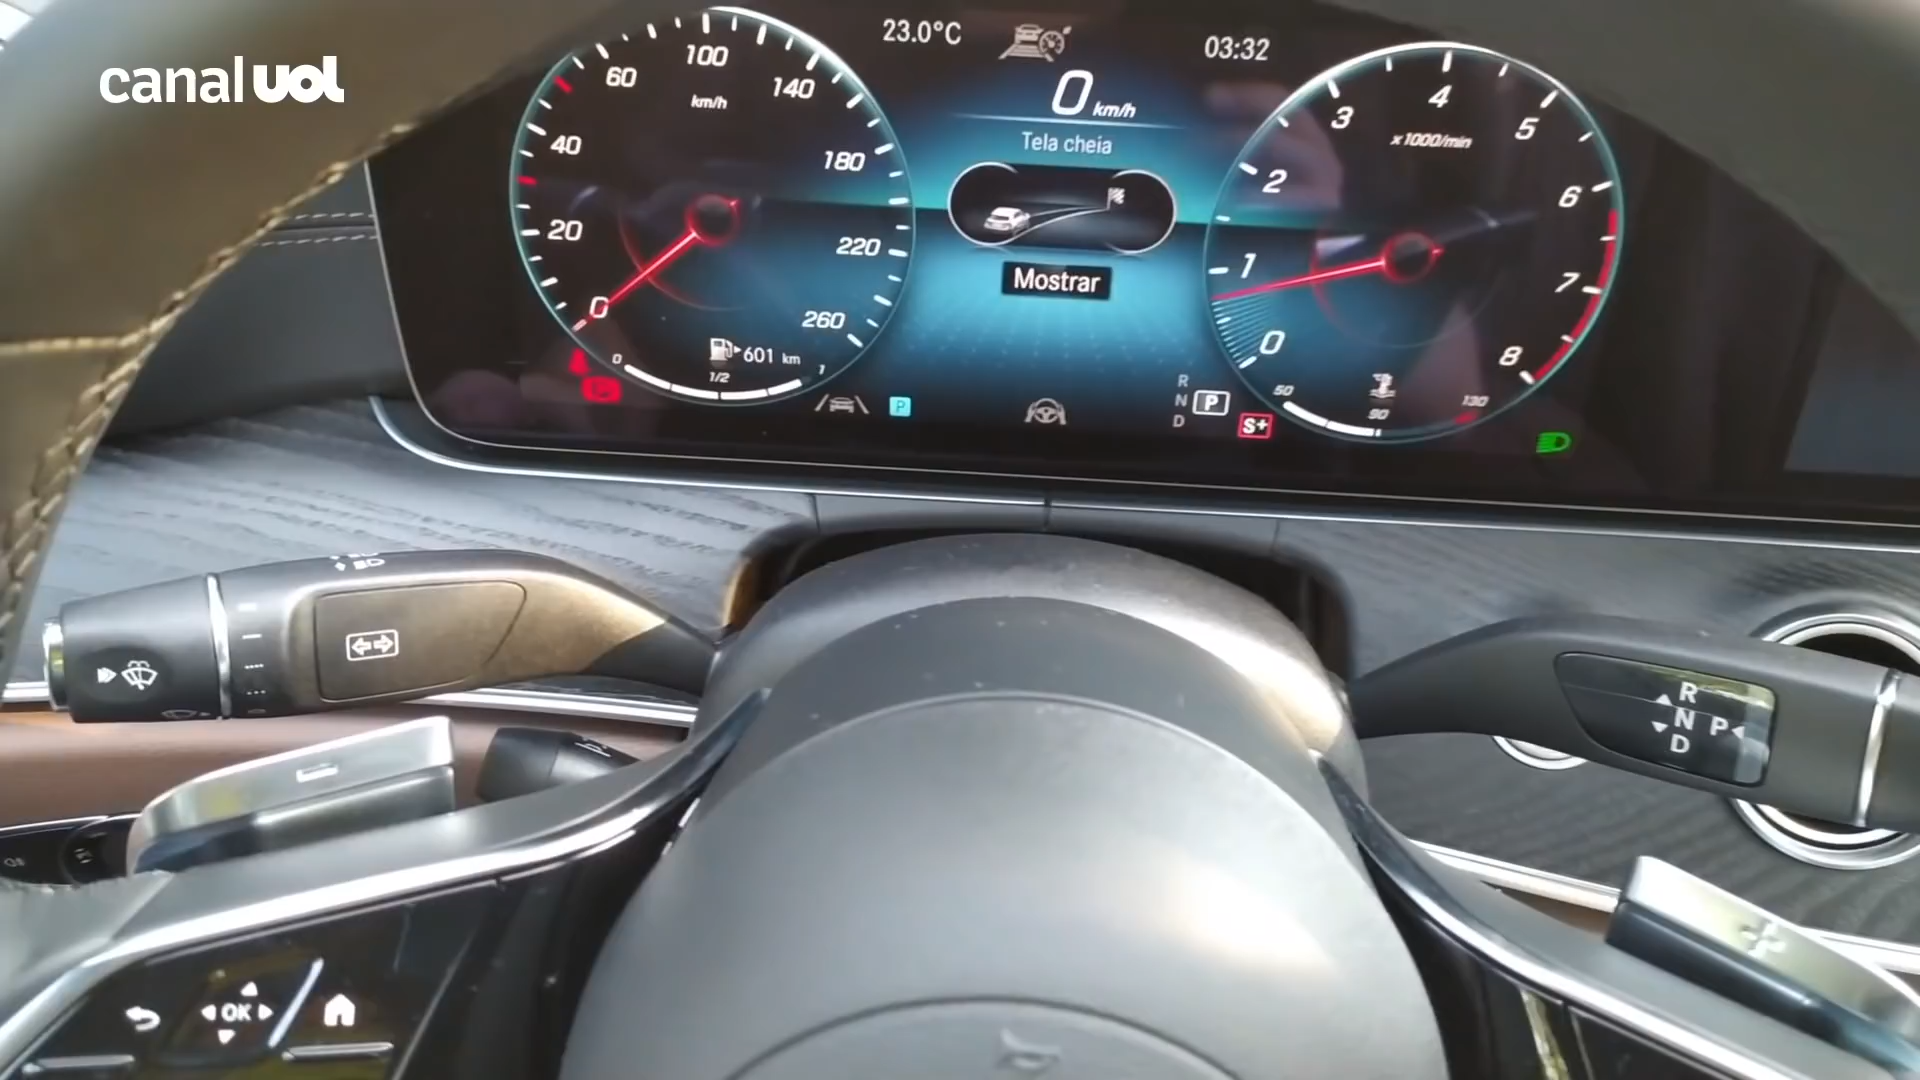 canal uol
23.0°C
03:32
0 km/h
Tela cheia
Mostrar
0
20
40
60
100
140
180
220
260
km/h
601 km
0
1/2
1
P
R
N
D
P
S+
0
1
2
3
4
5
6
7
8
x1000/min
50
90
130
R
N P
D
OK